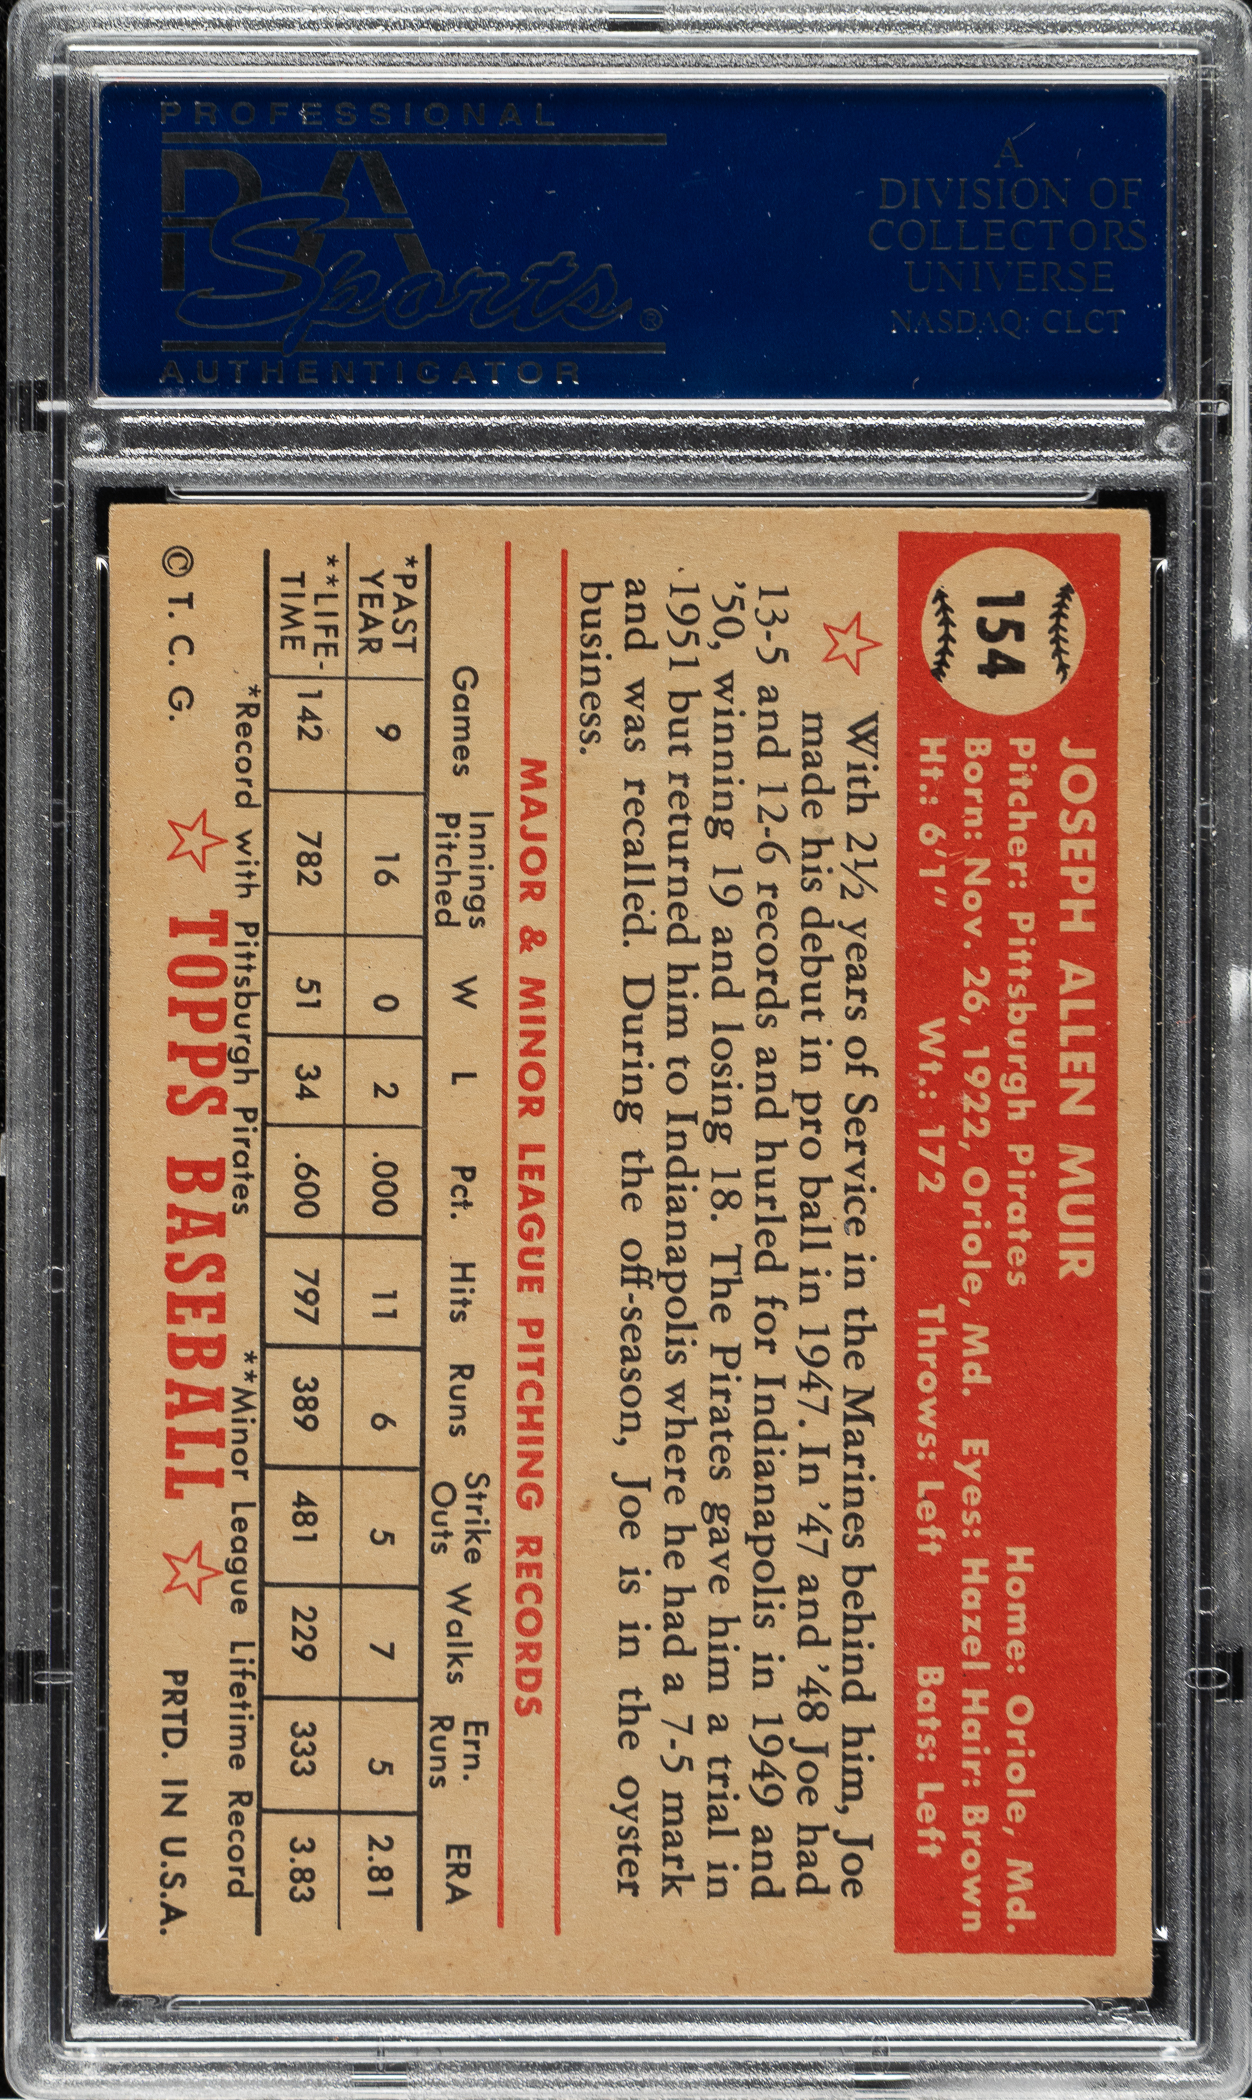 PROFESSIONAL
PSA
Sports®
AUTHENTICATOR
A
DIVISION OF
COLLECTORS
UNIVERSE
NASDAQ: CLCT
154
JOSEPH ALLEN MUIR
Pitcher: Pittsburgh Pirates Home: Oriole, Md.
Born: Nov. 26, 1922, Oriole, Md. Eyes: Hazel Hair: Brown
Ht.: 6'1" Wt.: 172 Throws: Left Bats: Left
With 2½ years of Service in the Marines behind him, Joe
made his debut in pro ball in 1947. In '47 and '48 Joe had
13-5 and 12-6 records and hurled for Indianapolis in 1949 and
'50, winning 19 and losing 18. The Pirates gave him a trial in
1951 but returned him to Indianapolis where he had a 7-5 mark
and was recalled. During the off-season, Joe is in the oyster
business.
MAJOR & MINOR LEAGUE PITCHING RECORDS
Games Innings Pitched W L Pct. Hits Runs Strike Outs Walks Ern. Runs ERA
*PAST YEAR 9 16 0 2 .000 11 6 5 7 5 2.81
**LIFE-TIME 142 782 51 34 .600 797 389 481 229 333 3.83
*Record with Pittsburgh Pirates **Minor League Lifetime Record
© T. C. G. TOPPS BASEBALL PRTD. IN U.S.A.